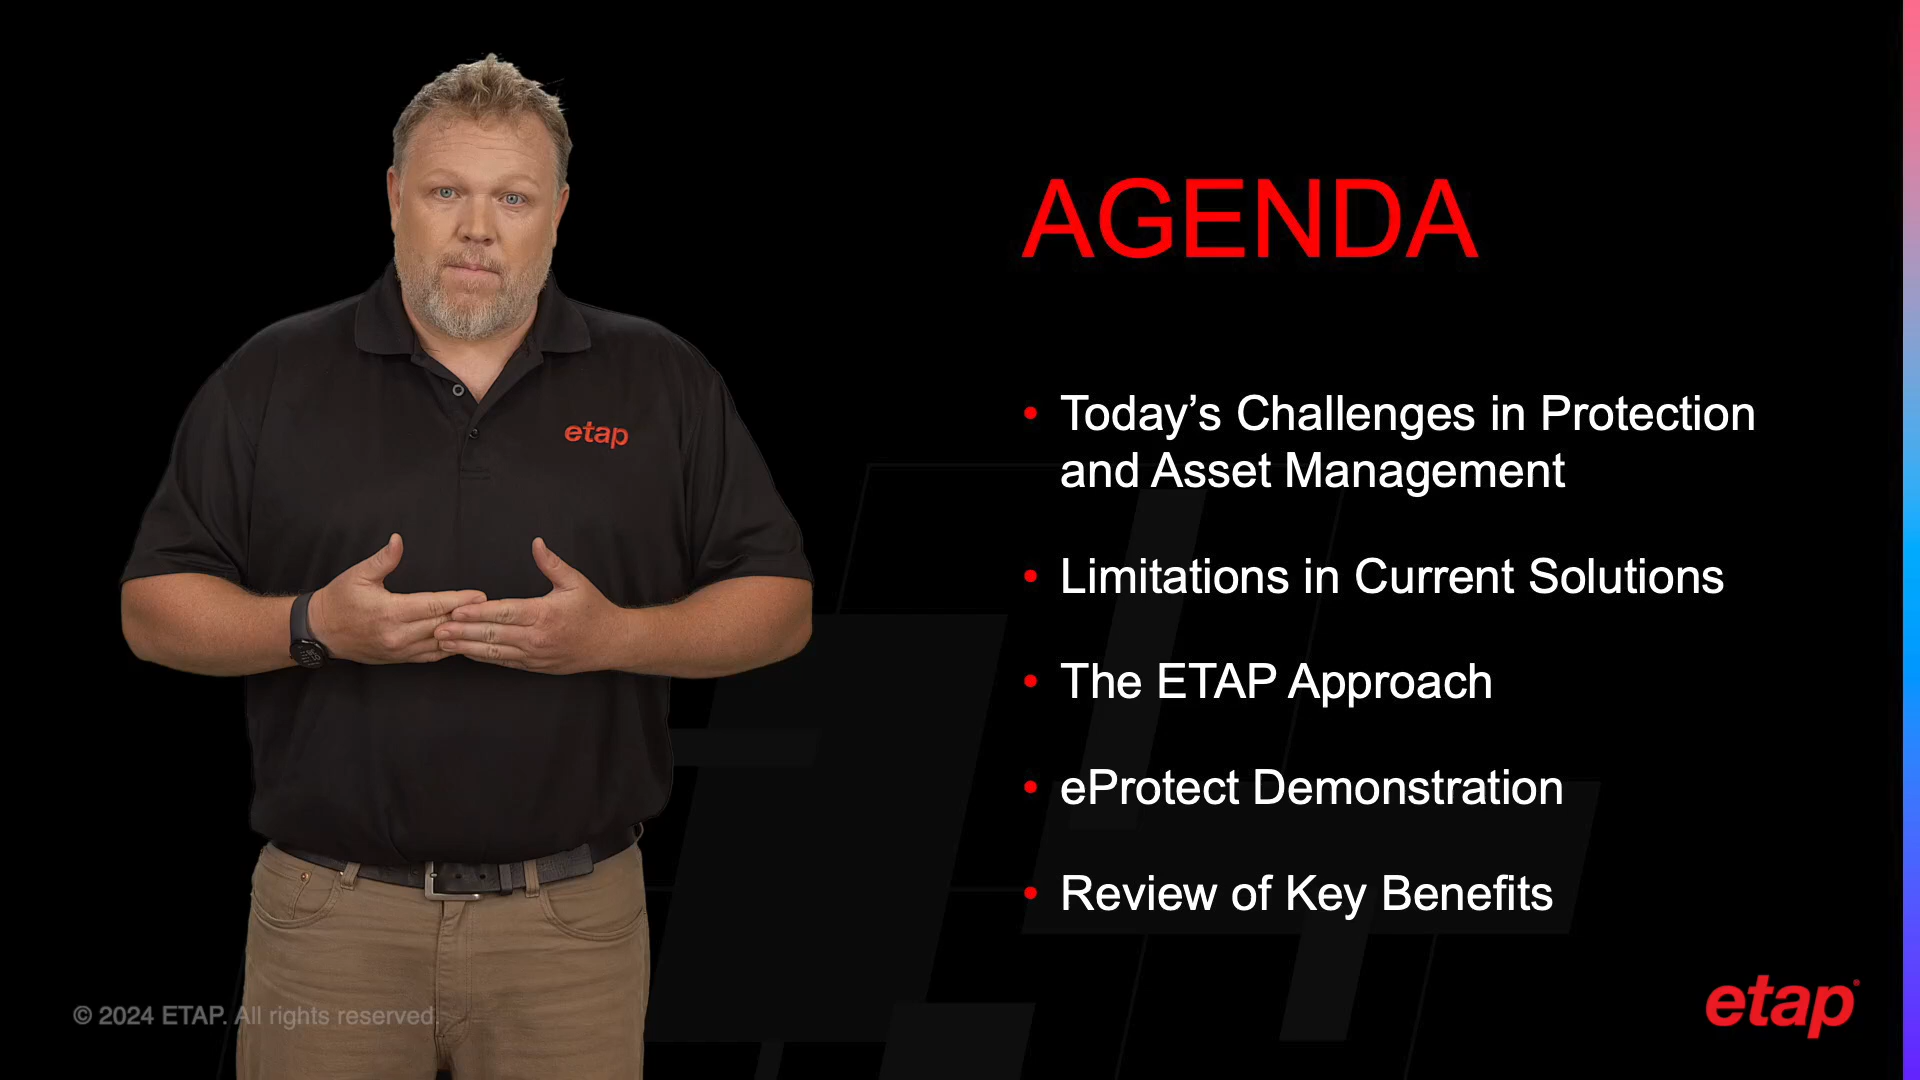 AGENDA
etap
• Today’s Challenges in Protection
and Asset Management
• Limitations in Current Solutions
• The ETAP Approach
• eProtect Demonstration
• Review of Key Benefits
© 2024 ETAP. All rights reserved
etap